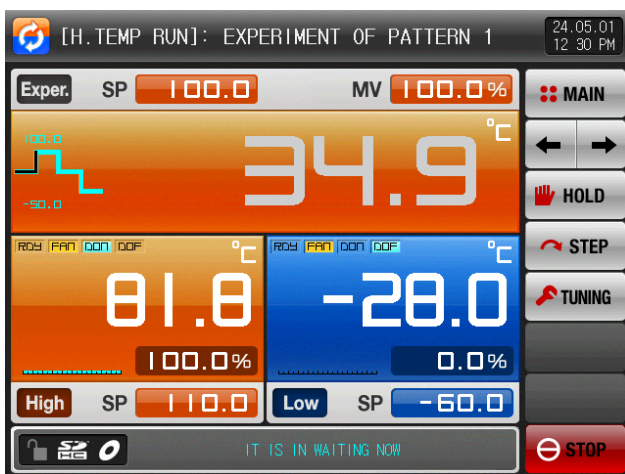 [H.TEMP RUN]: EXPERIMENT OF PATTERN 1
24.05.01
12 30 PM
Exper. SP 100.0 MV 100.0%
MAIN
100.0
-50.0
34.9 °C
HOLD
RDY FAN DON DOF °C
81.8
100.0%
RDY FAN DON DOF °C
-28.0
0.0%
STEP
TUNING
High SP 110.0
Low SP -60.0
SD HC
IT IS IN WAITING NOW
STOP